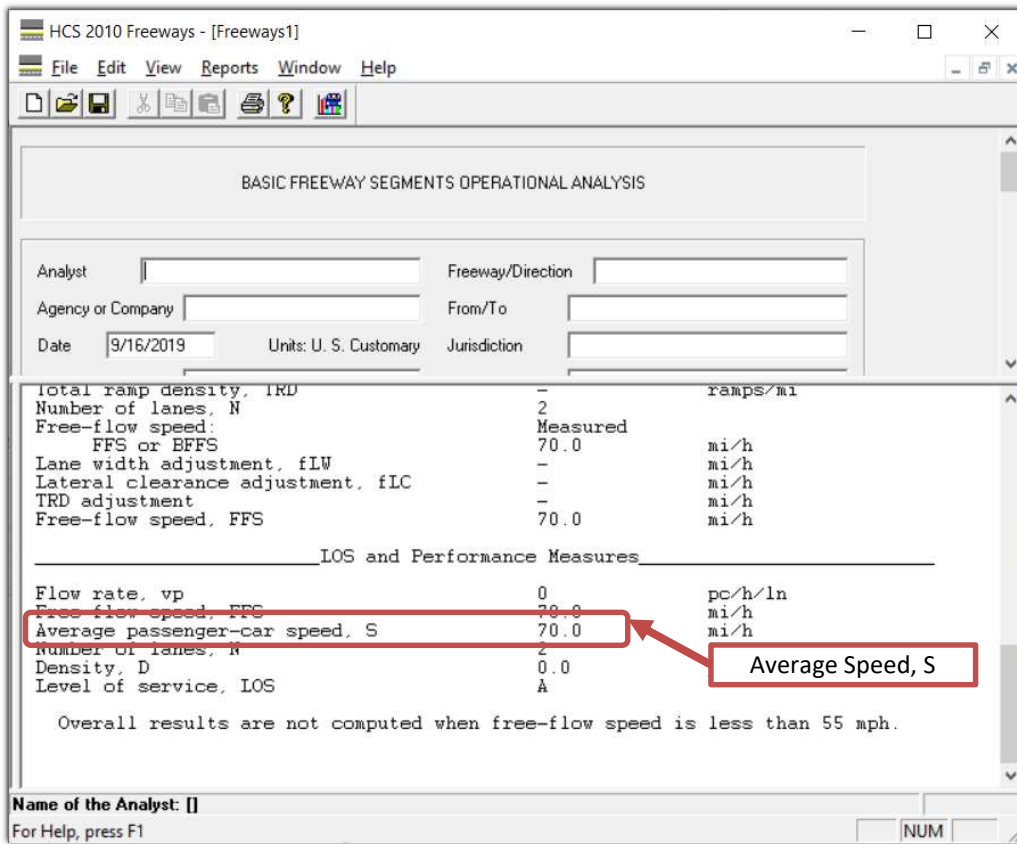 HCS 2010 Freeways - [Freeways1]
File Edit View Reports Window Help
BASIC FREEWAY SEGMENTS OPERATIONAL ANALYSIS
Analyst Freeway/Direction
Agency or Company From/To
Date 9/16/2019 Units: U. S. Customary Jurisdiction
Total ramp density, TRD - ramps/mi
Number of lanes, N 2
Free-flow speed: Measured
FFS or BFFS 70.0 mi/h
Lane width adjustment, fLW - mi/h
Lateral clearance adjustment, fLC - mi/h
TRD adjustment - mi/h
Free-flow speed, FFS 70.0 mi/h
LOS and Performance Measures
Flow rate, vp 0 pc/h/ln
Free-flow speed, FFS 70.0 mi/h
Average passenger-car speed, S 70.0 mi/h
Number of lanes, N 2
Average Speed, S
Density, D 0.0
Level of service, LOS A
Overall results are not computed when free-flow speed is less than 55 mph.
Name of the Analyst: []
For Help, press F1 NUM